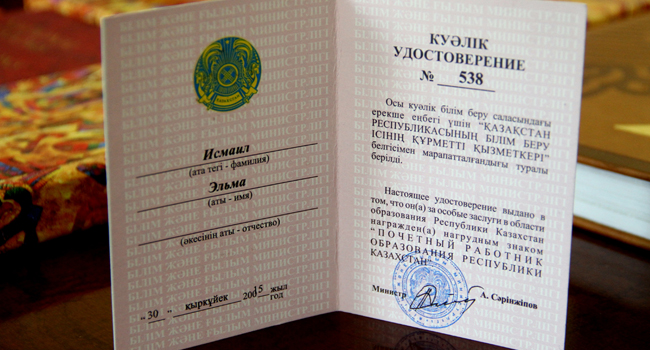 Исмаил
(ата тегі - фамилия)
Эльма
(аты - имя)
(әкесінің аты - отчество)
" 30 " қыркүйек 2015 жыл
год
КУӘЛІК
УДОСТОВЕРЕНИЕ
№ 538
Осы куәлік білім беру саласындағы
ерекше еңбегі үшін "ҚАЗАҚСТАН
РЕСПУБЛИКАСЫНЫҢ БІЛІМ БЕРУ
ІСІНІҢ ҚҰРМЕТТІ ҚЫЗМЕТКЕРІ"
белгісімен марапатталғандығы туралы
берілді.
Настоящее удостоверение выдано в
том, что он(а) за особые заслуги в области
образования Республики Казахстан
награжден(а) нагрудным знаком
"ПОЧЕТНЫЙ РАБОТНИК
ОБРАЗОВАНИЯ РЕСПУБЛИКИ
КАЗАХСТАН"
Министр А. Сәрінжіпов